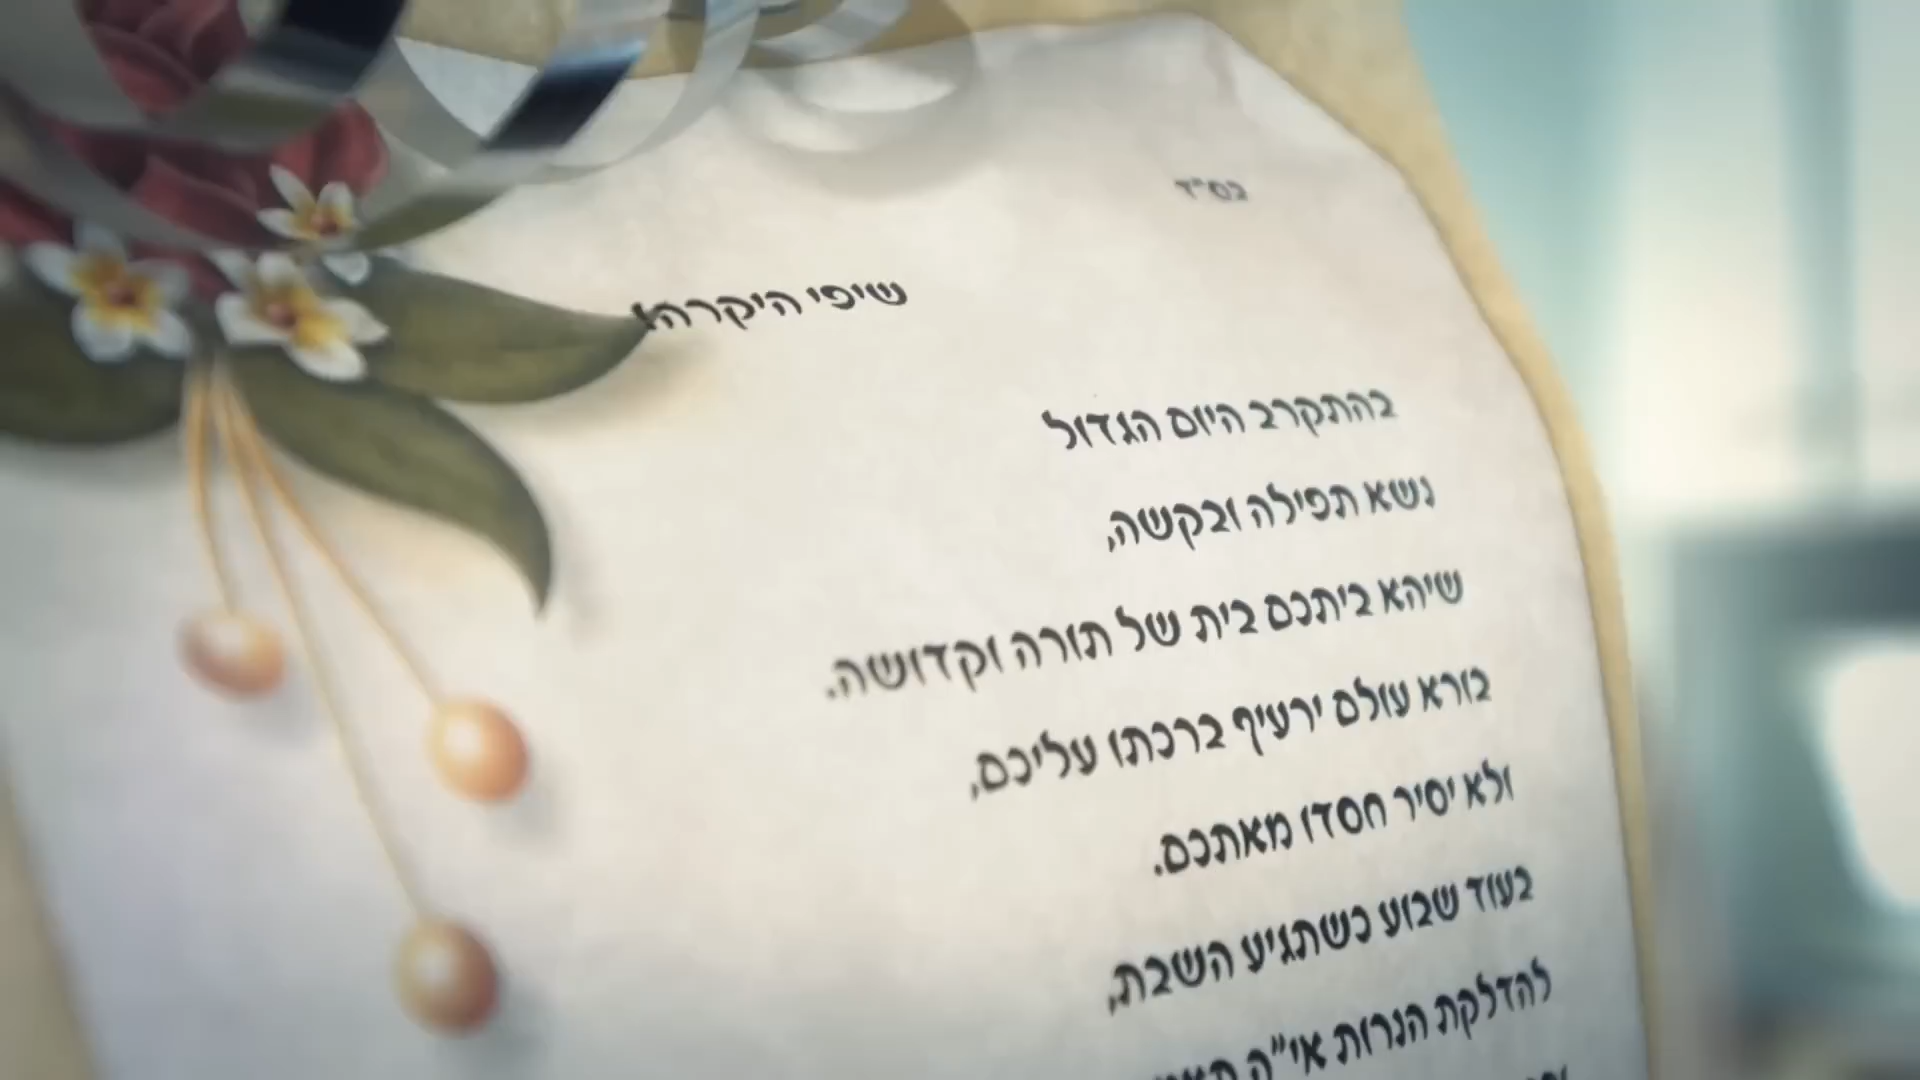 בס"ד
שיפי היקרה!
בהתקרב היום הגדול
נשא תפילה ובקשה,
שיהא ביתכם בית של תורה וקדושה.
בורא עולם ירעיף ברכתו עליכם,
ולא יסיר חסדו מאתכם.
בעוד שבוע כשתגיע השבת,
להדלקת הנרות אי"ה